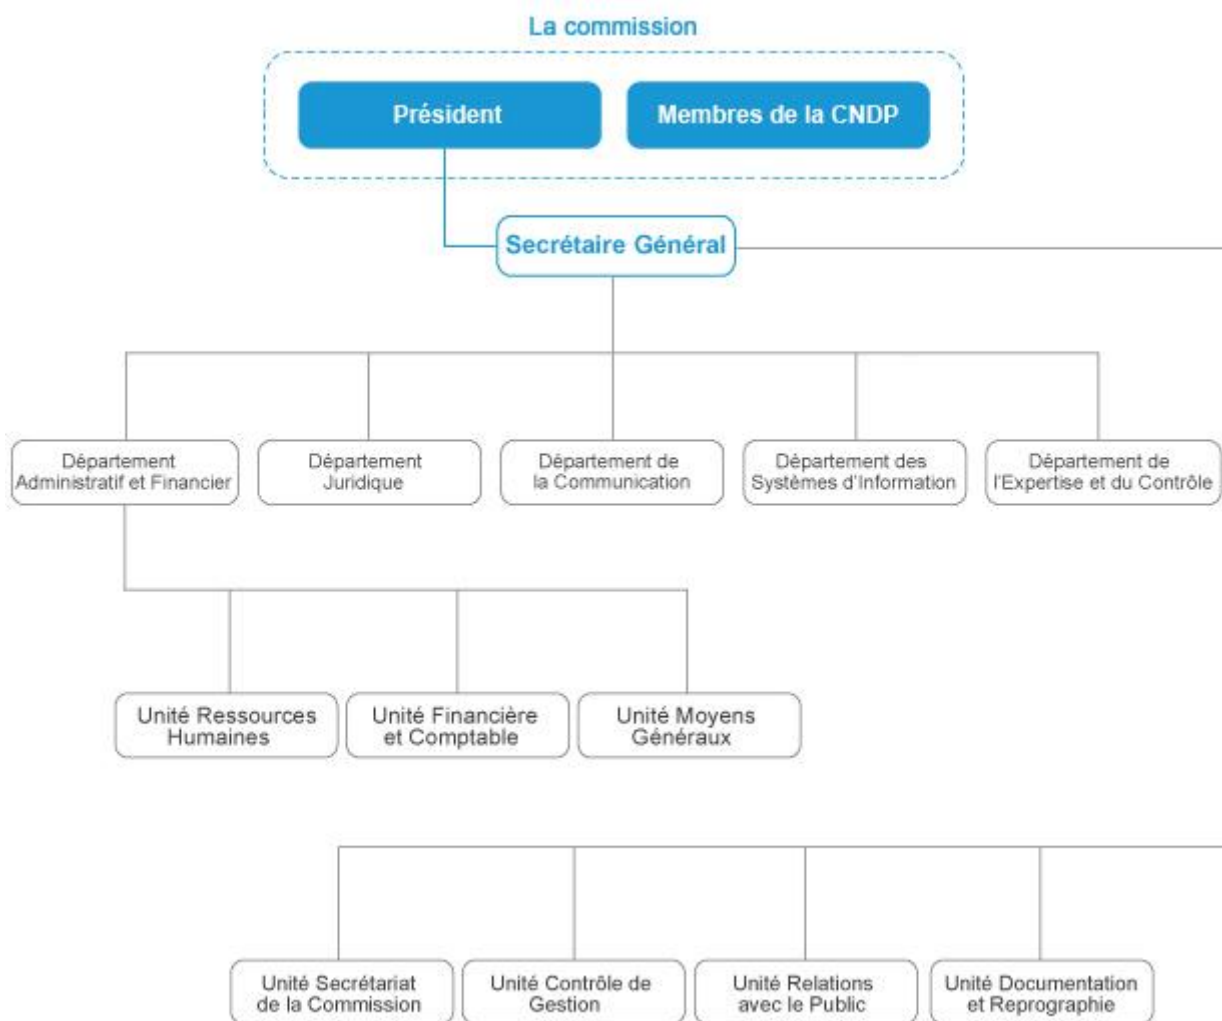 La commission
Président
Membres de la CNDP
Secrétaire Général
Département
Administratif et Financier
Département
Juridique
Département de
la Communication
Département des
Systèmes d'Information
Département de
l'Expertise et du Contrôle
Unité Ressources
Humaines
Unité Financière
et Comptable
Unité Moyens
Généraux
Unité Secrétariat
de la Commission
Unité Contrôle de
Gestion
Unité Relations
avec le Public
Unité Documentation
et Reprographie